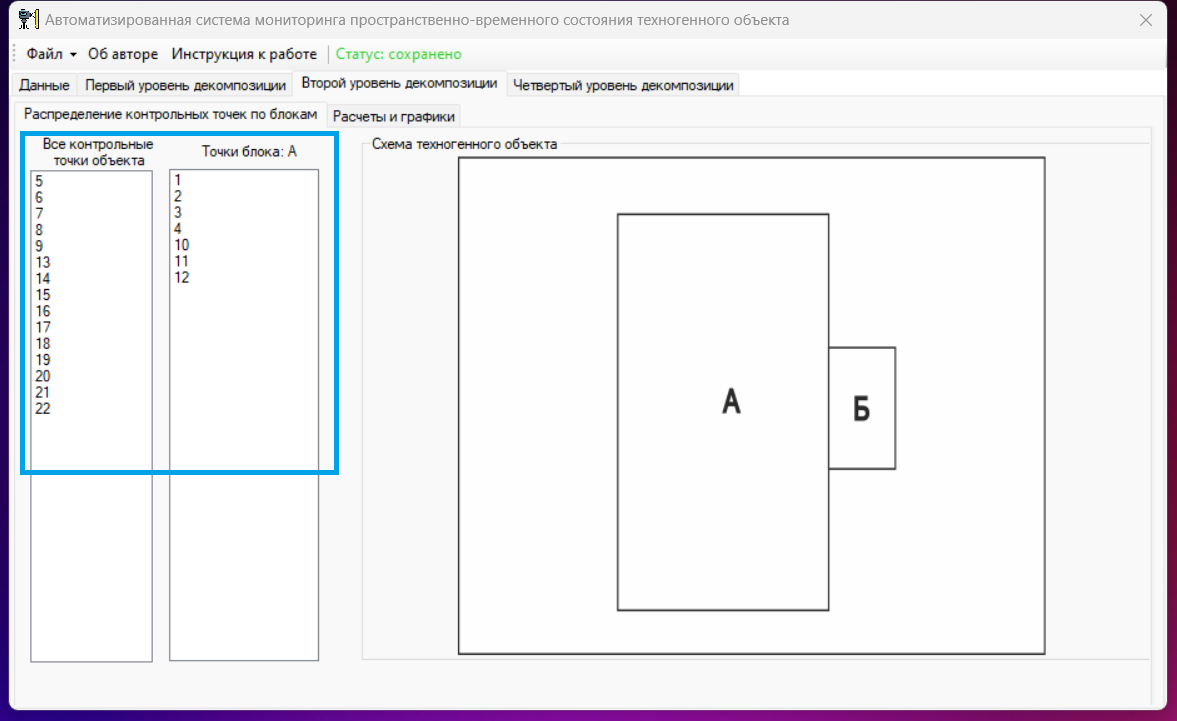 Автоматизированная система мониторинга пространственно-временного состояния техногенного объекта
Файл Об авторе Инструкция к работе Статус: сохранено
Данные Первый уровень декомпозиции Второй уровень декомпозиции Четвертый уровень декомпозиции
Распределение контрольных точек по блокам Расчеты и графики
Все контрольные
точки объекта
5
6
7
8
9
13
14
15
16
17
18
19
20
21
22
Точки блока: А
1
2
3
4
10
11
12
Схема техногенного объекта
А
Б